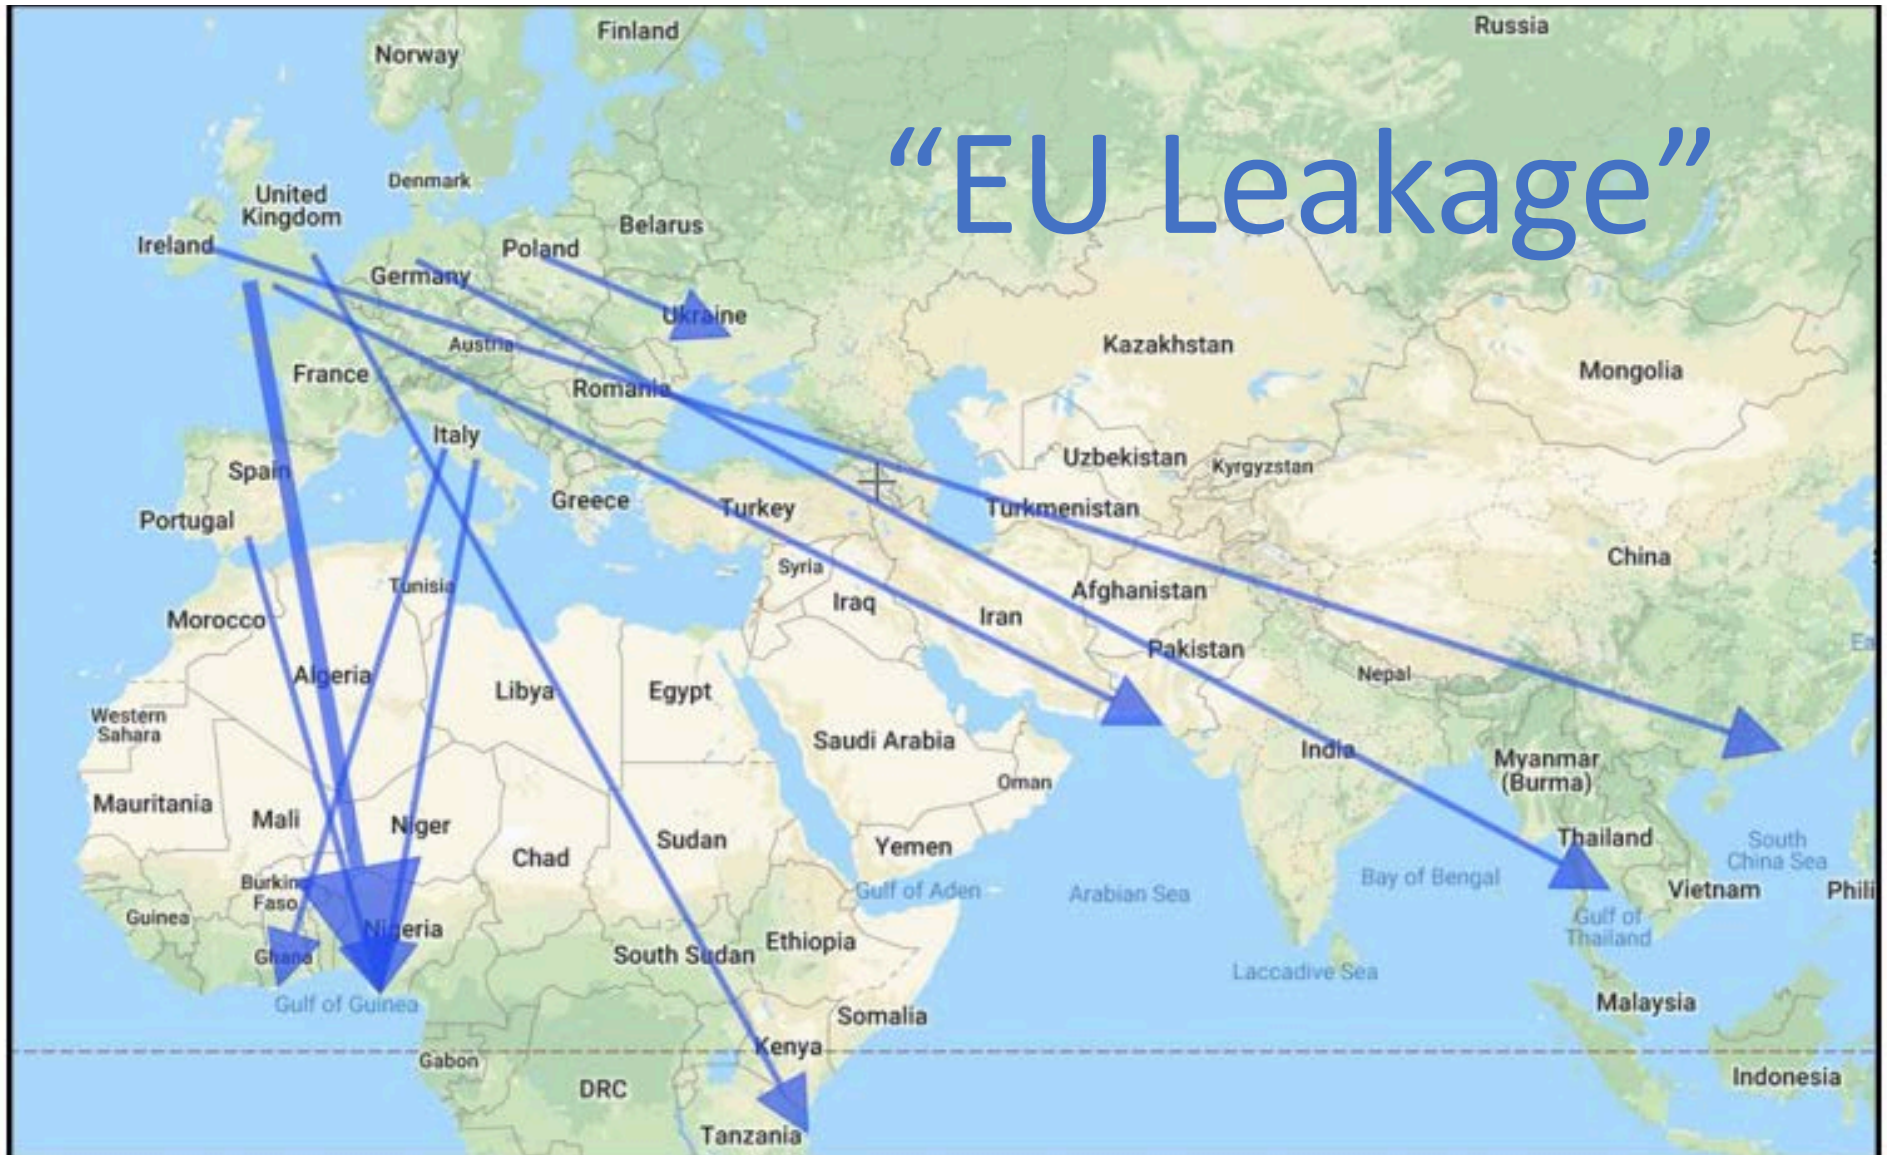 Finland
Russia
Norway
“EU Leakage”
Denmark
United
Kingdom
Belarus
Ireland
Poland
Germany
Ukraine
Austria
Kazakhstan
France
Mongolia
Romania
Italy
Uzbekistan
Kyrgyzstan
Spain
Greece
Turkey
Turkmenistan
Portugal
China
Syria
Tunisia
Afghanistan
Iraq
Iran
Morocco
Pakistan
Algeria
Nepal
Libya
Egypt
Western
Sahara
Saudi Arabia
India
Myanmar
(Burma)
Oman
Mauritania
Mali
Niger
Sudan
Yemen
Thailand
South
China Sea
Chad
Burkina
Faso
Gulf of Aden
Arabian Sea
Bay of Bengal
Vietnam
Phili
Guinea
Nigeria
Gulf of
Thailand
Ethiopia
South Sudan
Ghana
Laccadive Sea
Gulf of Guinea
Malaysia
Somalia
Kenya
Gabon
Indonesia
DRC
Tanzania